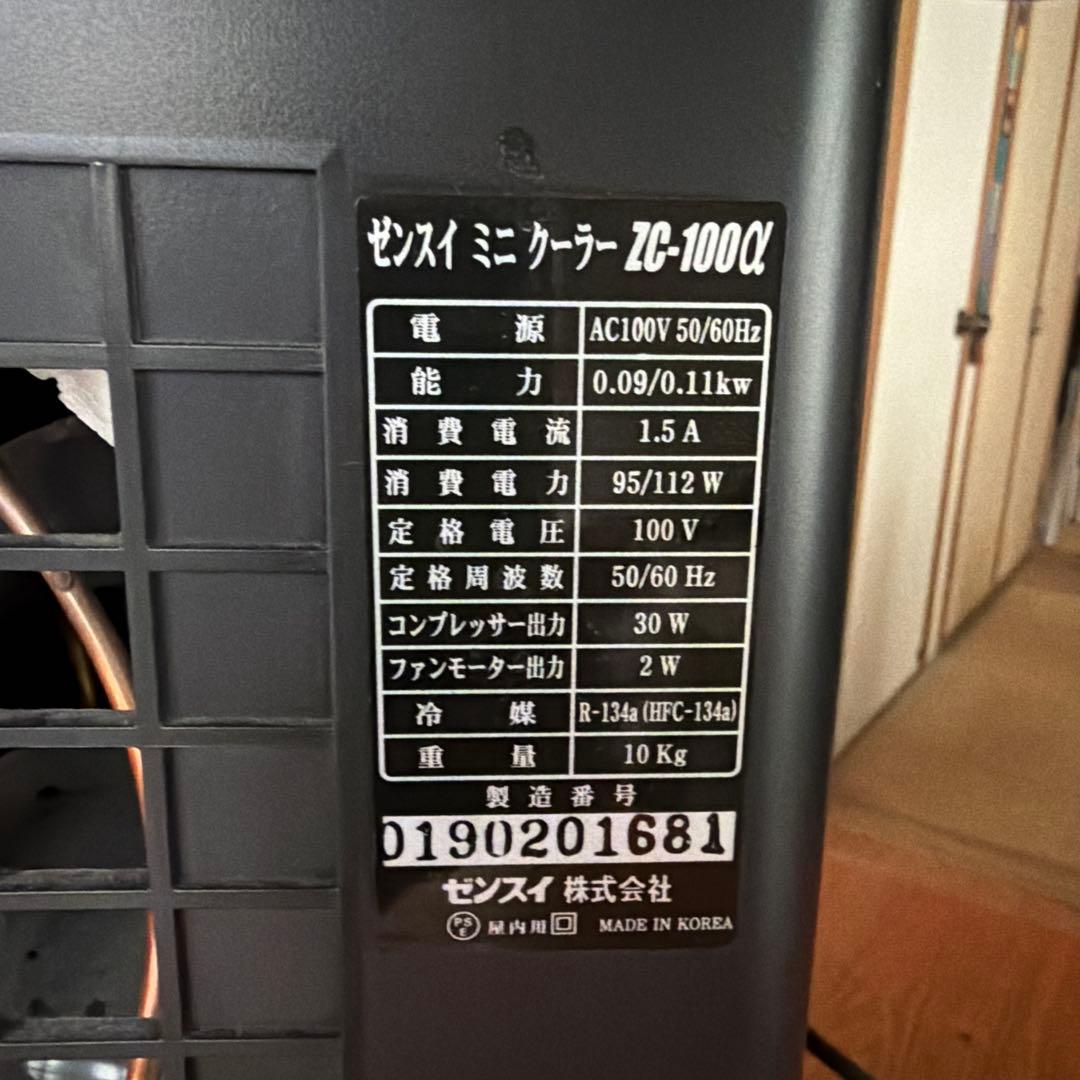 ゼンスイ ミニ クーラー ZC-100α
電源 AC100V 50/60Hz
能力 0.09/0.11kw
消費電流 1.5 A
消費電力 95/112 W
定格電圧 100 V
定格周波数 50/60 Hz
コンプレッサー出力 30 W
ファンモーター出力 2 W
冷媒 R-134a (HFC-134a)
重量 10 Kg
製造番号
0190201681
ゼンスイ 株式会社
PSE 屋内用 MADE IN KOREA